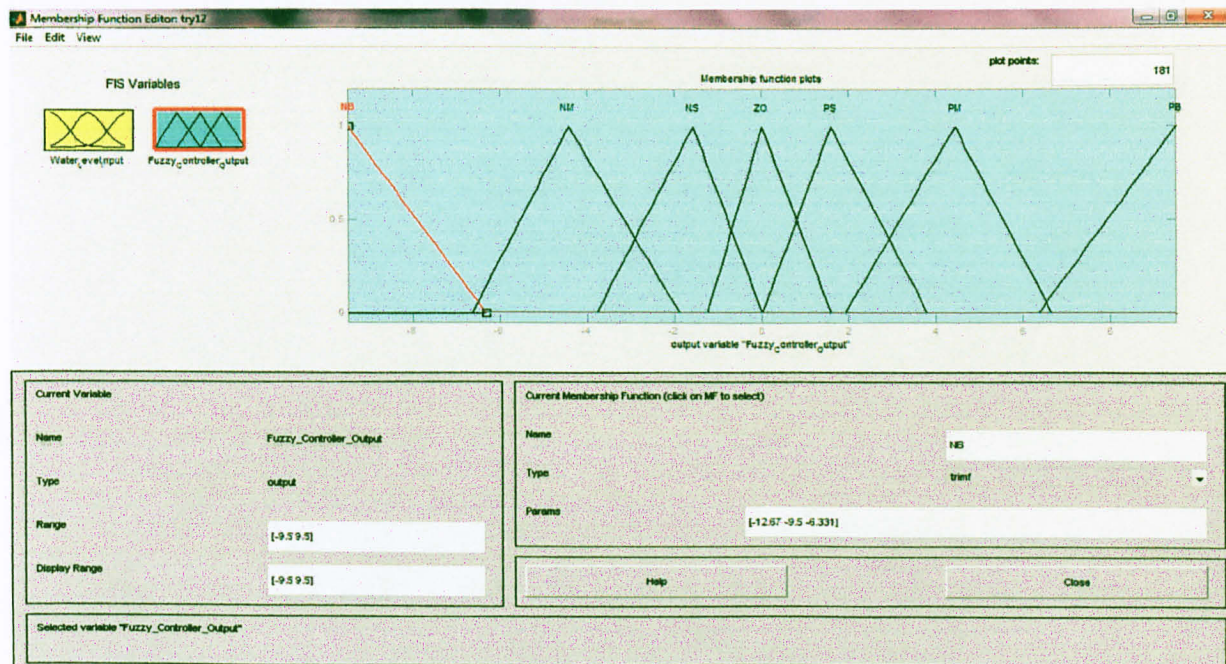 Membership Function Editor: try12
File Edit View
FIS Variables
plot points:
181
Membership function plots
NB NM NS ZO PS PM PB
1
0.5
0
-8 -6 -4 -2 0 2 4 6 8
output variable "Fuzzy_Controller_Output"
Water_Level_Input
Fuzzy_Controller_Output
Current Variable
Name
Fuzzy_Controller_Output
Type
output
Range
[-9.5 9.5]
Display Range
[-9.5 9.5]
Current Membership Function (click on MF to select)
Name
NB
Type
trimf
Params
[-12.67 -9.5 -6.331]
Help
Close
Selected variable "Fuzzy_Controller_Output"